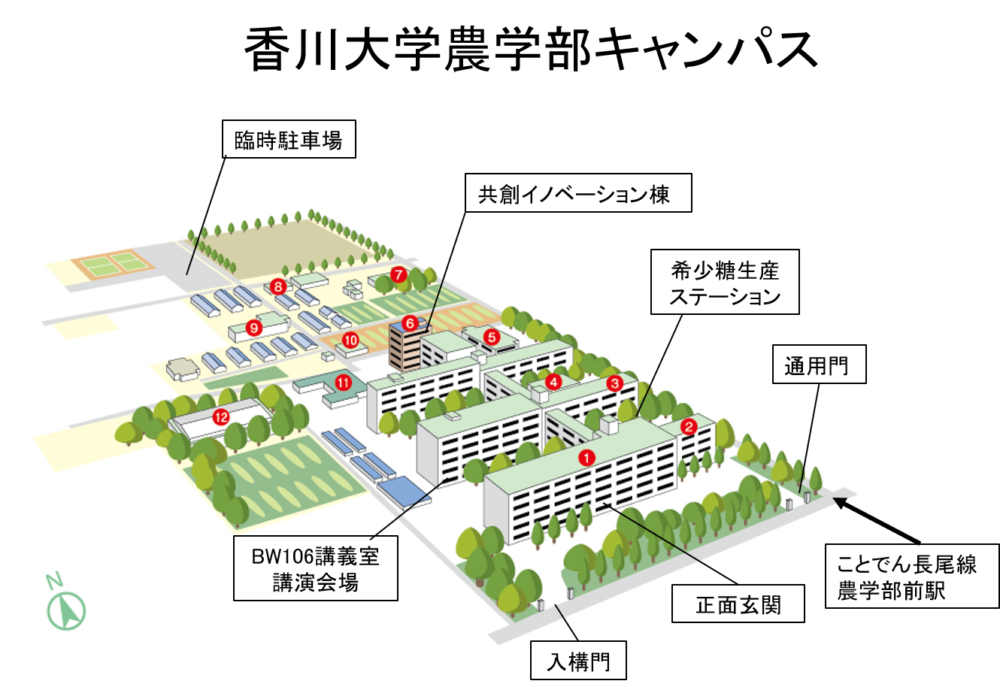 香川大学農学部キャンパス
臨時駐車場
共創イノベーション棟
希少糖生産
ステーション
通用門
7
8
6
9
5
10
4
3
11
12
2
1
BW106講義室
講演会場
ことでん長尾線
農学部前駅
正面玄関
N
入構門